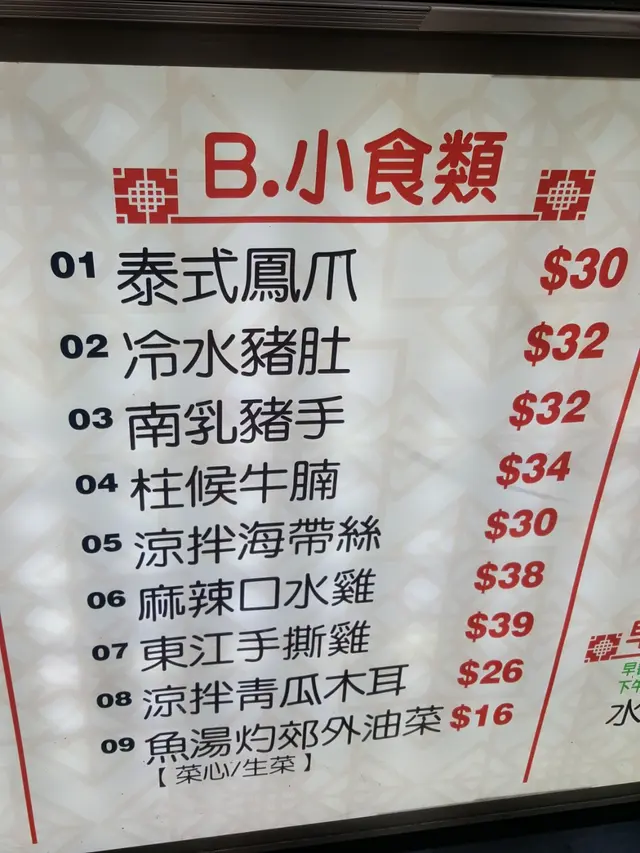 B.小食類
01 泰式鳳爪 $30
02 冷水豬肚 $32
03 南乳豬手 $32
04 柱候牛腩 $34
05 涼拌海帶絲 $30
06 麻辣口水雞 $38
07 東江手撕雞 $39
08 涼拌青瓜木耳 $26
09 魚湯灼郊外油菜 $16
【菜心/生菜】
早
下午
水